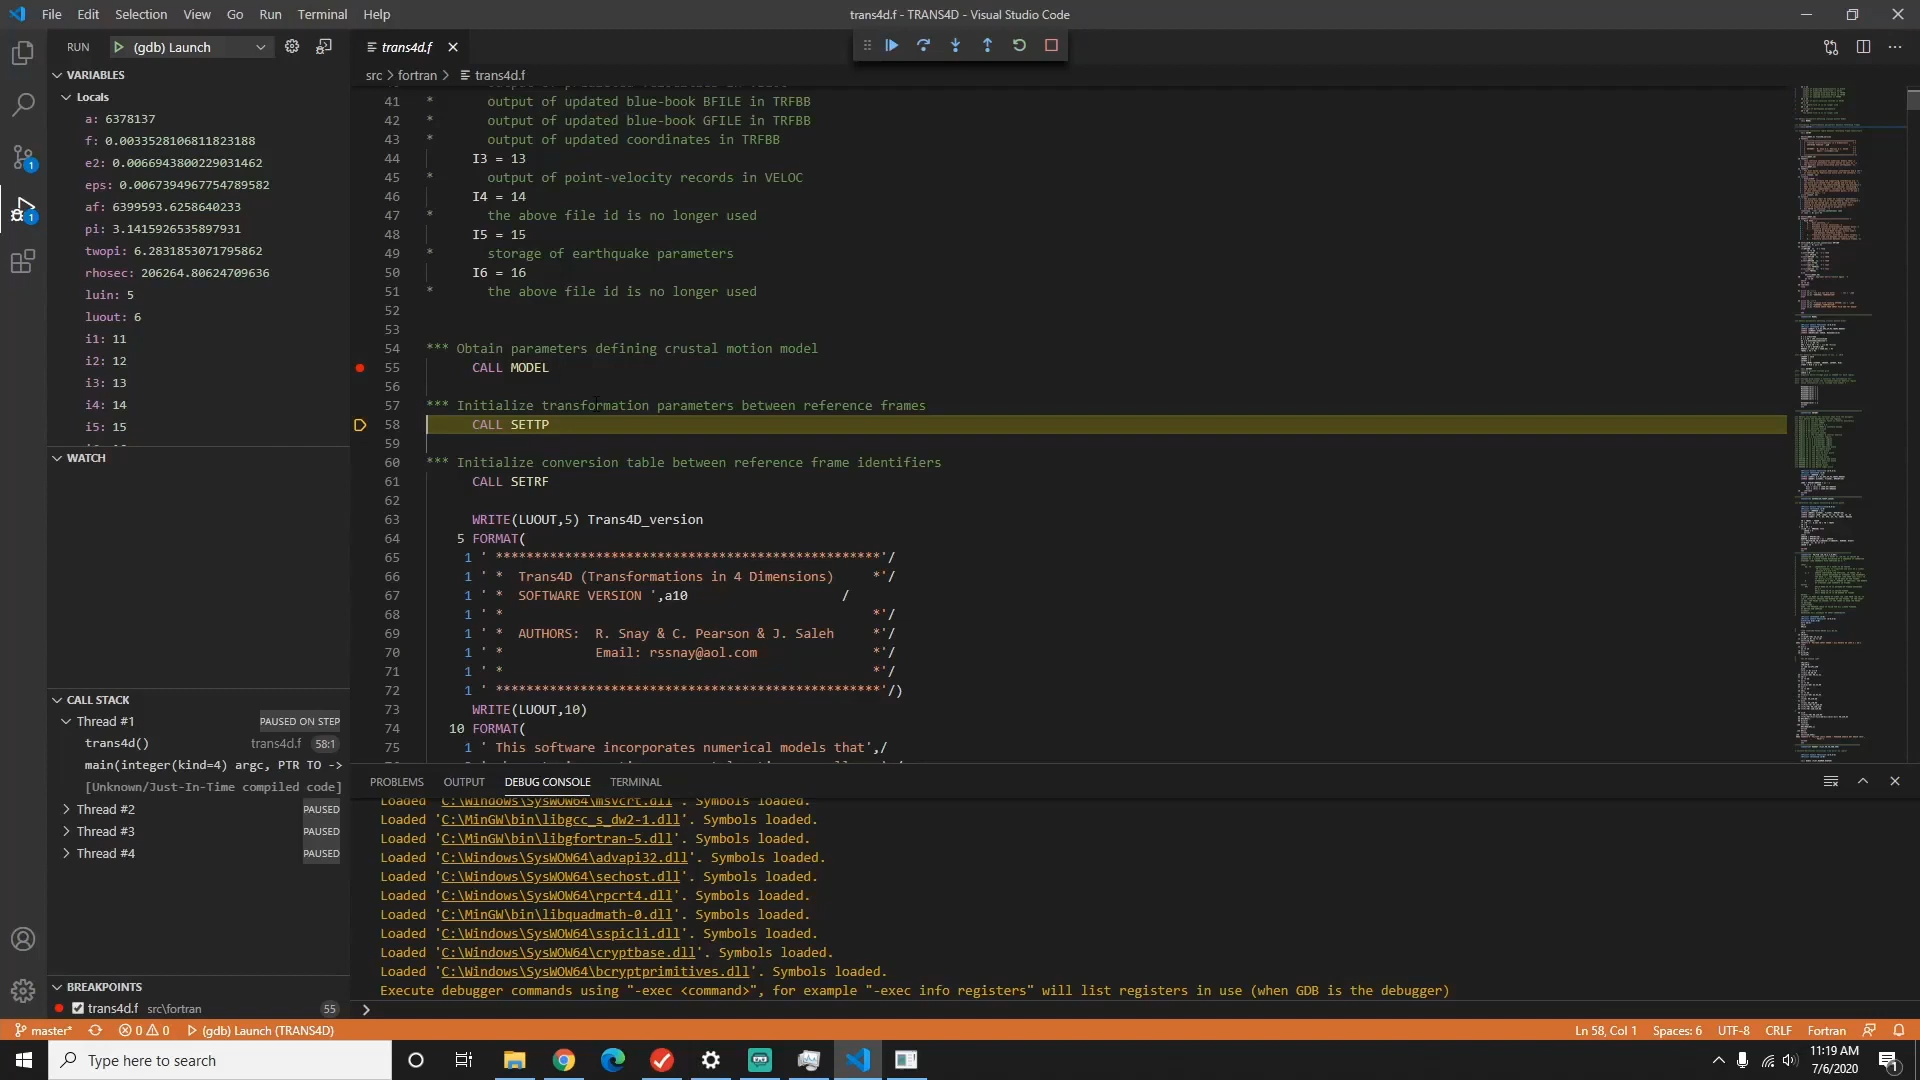 File Edit Selection View Go Run Terminal Help
trans4d.f - TRANS4D - Visual Studio Code
RUN (gdb) Launch
trans4d.f
src > fortran > trans4d.f
VARIABLES
Locals
a: 6378137
f: 0.0033528106811823188
e2: 0.0066943800229031462
eps: 0.0067394967754789582
af: 6399593.6258640233
pi: 3.1415926535897931
twopi: 6.2831853071795862
rhosec: 206264.80624709636
luin: 5
luout: 6
i1: 11
i2: 12
i3: 13
i4: 14
i5: 15
WATCH
CALL STACK
Thread #1 PAUSED ON STEP
trans4d() trans4d.f 58:1
main(integer(kind=4) argc, PTR TO ->
[Unknown/Just-In-Time compiled code]
Thread #2 PAUSED
Thread #3 PAUSED
Thread #4 PAUSED
BREAKPOINTS
trans4d.f src\fortran 55
41 * output of updated blue-book BFILE in TRFBB
42 * output of updated blue-book GFILE in TRFBB
43 * output of updated coordinates in TRFBB
44 I3 = 13
45 * output of point-velocity records in VELOC
46 I4 = 14
47 * the above file id is no longer used
48 I5 = 15
49 * storage of earthquake parameters
50 I6 = 16
51 * the above file id is no longer used
52
53
54 *** Obtain parameters defining crustal motion model
55 CALL MODEL
56
57 *** Initialize transformation parameters between reference frames
58 CALL SETTP
59
60 *** Initialize conversion table between reference frame identifiers
61 CALL SETRF
62
63 WRITE(LUOUT,5) Trans4D_version
64 5 FORMAT(
65 1 ' **************************************************'/
66 1 ' * Trans4D (Transformations in 4 Dimensions) *'/
67 1 ' * SOFTWARE VERSION ',a10 /
68 1 ' * *'/
69 1 ' * AUTHORS: R. Snay & C. Pearson & J. Saleh *'/
70 1 ' * Email: rssnay@aol.com *'/
71 1 ' * *'/
72 1 ' **************************************************'/)
73 WRITE(LUOUT,10)
74 10 FORMAT(
75 1 ' This software incorporates numerical models that',/
PROBLEMS OUTPUT DEBUG CONSOLE TERMINAL
Loaded 'C:\Windows\SysWOW64\msvcrt.dll'. Symbols loaded.
Loaded 'C:\MinGW\bin\libgcc_s_dw2-1.dll'. Symbols loaded.
Loaded 'C:\MinGW\bin\libgfortran-5.dll'. Symbols loaded.
Loaded 'C:\Windows\SysWOW64\advapi32.dll'. Symbols loaded.
Loaded 'C:\Windows\SysWOW64\sechost.dll'. Symbols loaded.
Loaded 'C:\Windows\SysWOW64\rpcrt4.dll'. Symbols loaded.
Loaded 'C:\MinGW\bin\libquadmath-0.dll'. Symbols loaded.
Loaded 'C:\Windows\SysWOW64\sspicli.dll'. Symbols loaded.
Loaded 'C:\Windows\SysWOW64\cryptbase.dll'. Symbols loaded.
Loaded 'C:\Windows\SysWOW64\bcryptprimitives.dll'. Symbols loaded.
Execute debugger commands using "-exec <command>", for example "-exec info registers" will list registers in use (when GDB is the debugger)
master* 0 0 (gdb) Launch (TRANS4D)
Ln 58, Col 1 Spaces: 6 UTF-8 CRLF Fortran
Type here to search
11:19 AM
7/6/2020